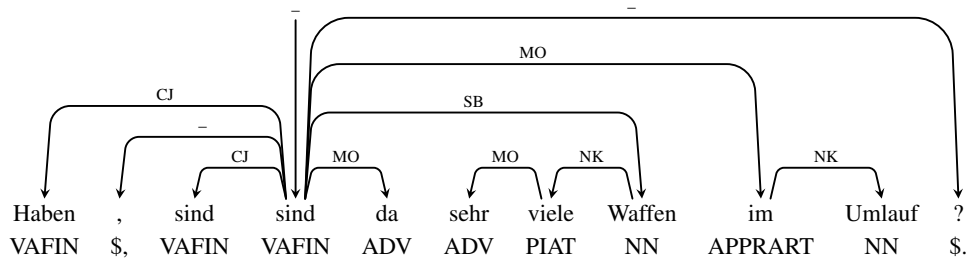 –
–
MO
CJ
SB
–
CJ MO MO NK NK
Haben , sind sind da sehr viele Waffen im Umlauf ?
VAFIN $, VAFIN VAFIN ADV ADV PIAT NN APPRART NN $.